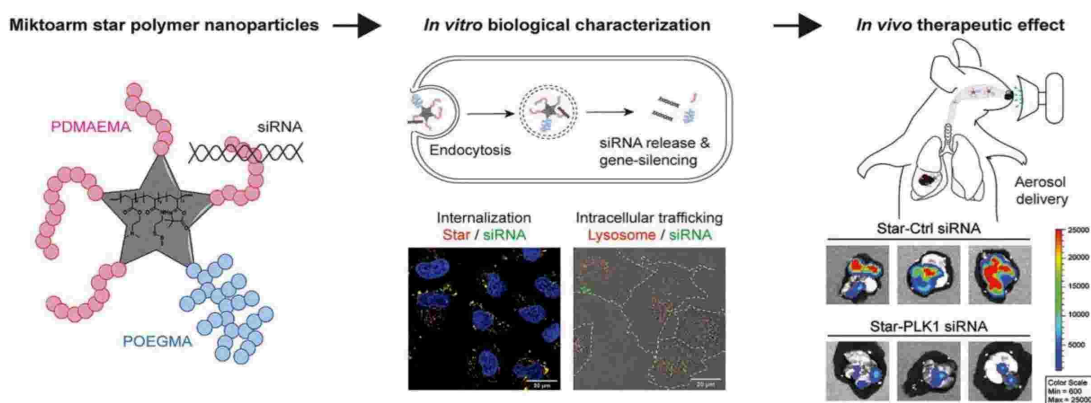 Miktoarm star polymer nanoparticles
In vitro biological characterization
In vivo therapeutic effect
PDMAEMA
siRNA
POEGMA
Endocytosis
siRNA release &
gene-silencing
Internalization
Star / siRNA
Intracellular trafficking
Lysosome / siRNA
20 µm
Aerosol
delivery
Star-Ctrl siRNA
Star-PLK1 siRNA
25000
20000
15000
10000
5000
Color Scale
Min = 600
Max = 25000